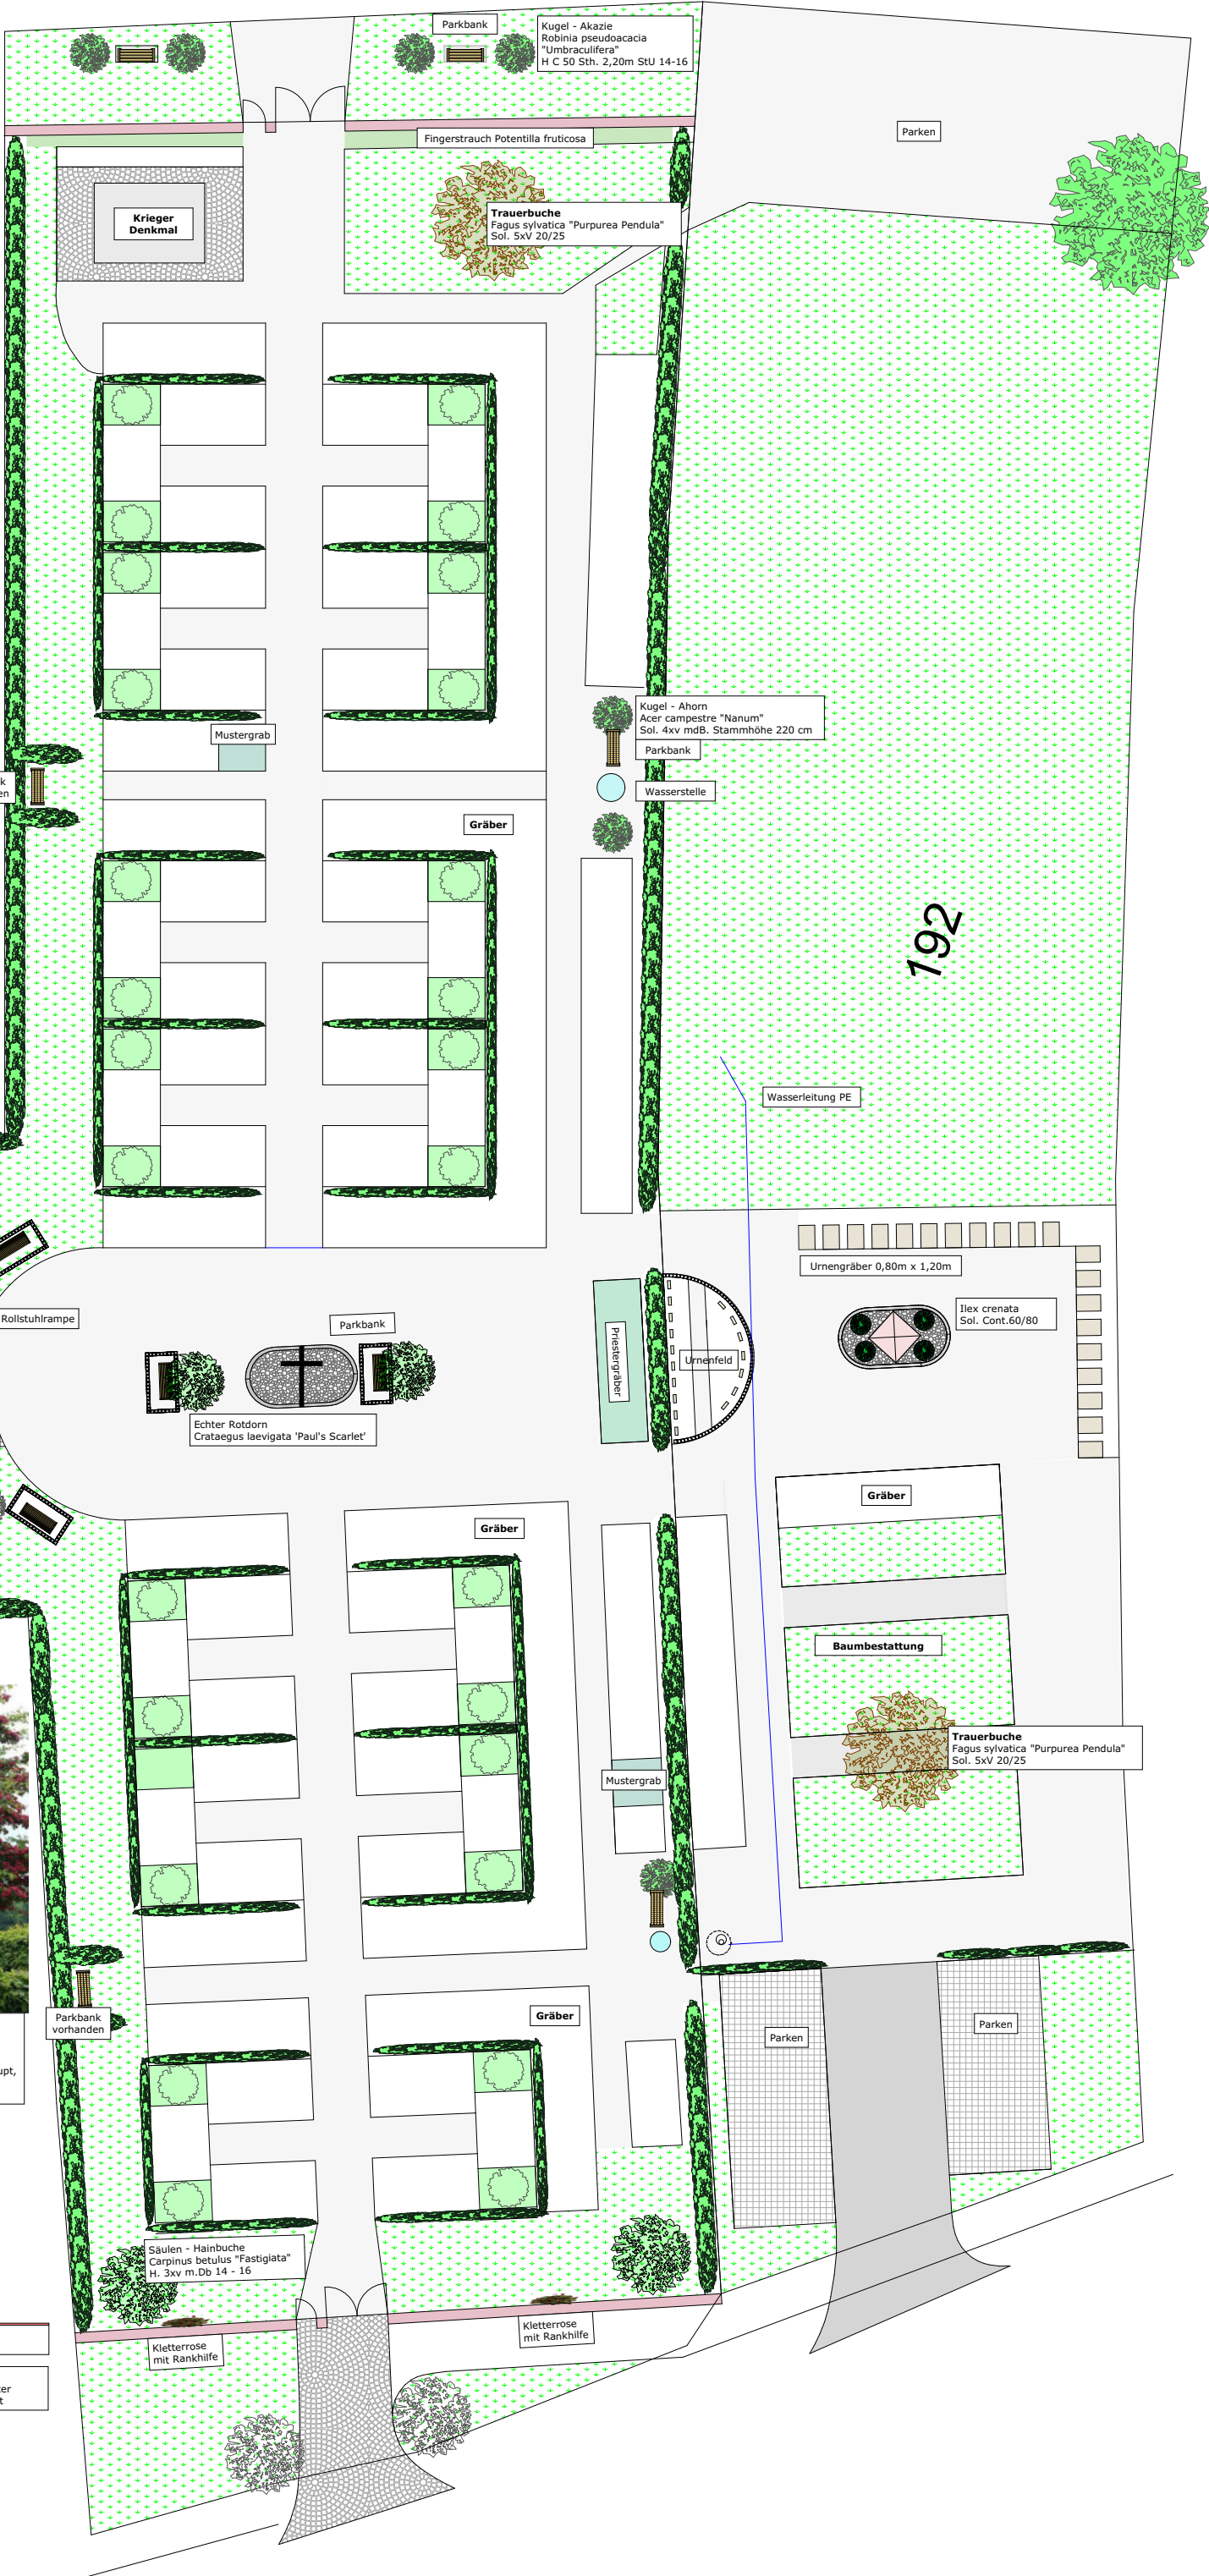 Parkbank
Kugel - Akazie
Robinia pseudoacacia
"Umbraculifera"
H C 50 Sth. 2,20m StU 14-16
Parken
Fingerstrauch Potentilla fruticosa
Krieger
Denkmal
Trauerbuche
Fagus sylvatica "Purpurea Pendula"
Sol. 5xV 20/25
Kugel - Ahorn
Acer campestre "Nanum"
Sol. 4xv mdB. Stammhöhe 220 cm
Mustergrab
Parkbank
k
en
Wasserstelle
Gräber
192
Wasserleitung PE
Urnengräber 0,80m x 1,20m
Rollstuhlrampe
Parkbank
Ilex crenata
Sol. Cont.60/80
Priestergräber
Urnenfeld
Echter Rotdorn
Crataegus laevigata 'Paul's Scarlet'
Gräber
Gräber
Baumbestattung
Trauerbuche
Fagus sylvatica "Purpurea Pendula"
Sol. 5xV 20/25
Mustergrab
Parkbank
vorhanden
Gräber
Parken
Parken
upt,
Säulen - Hainbuche
Carpinus betulus "Fastigiata"
H. 3xv m.Db 14 - 16
Kletterrose
mit Rankhilfe
Kletterrose
mit Rankhilfe
ter
t